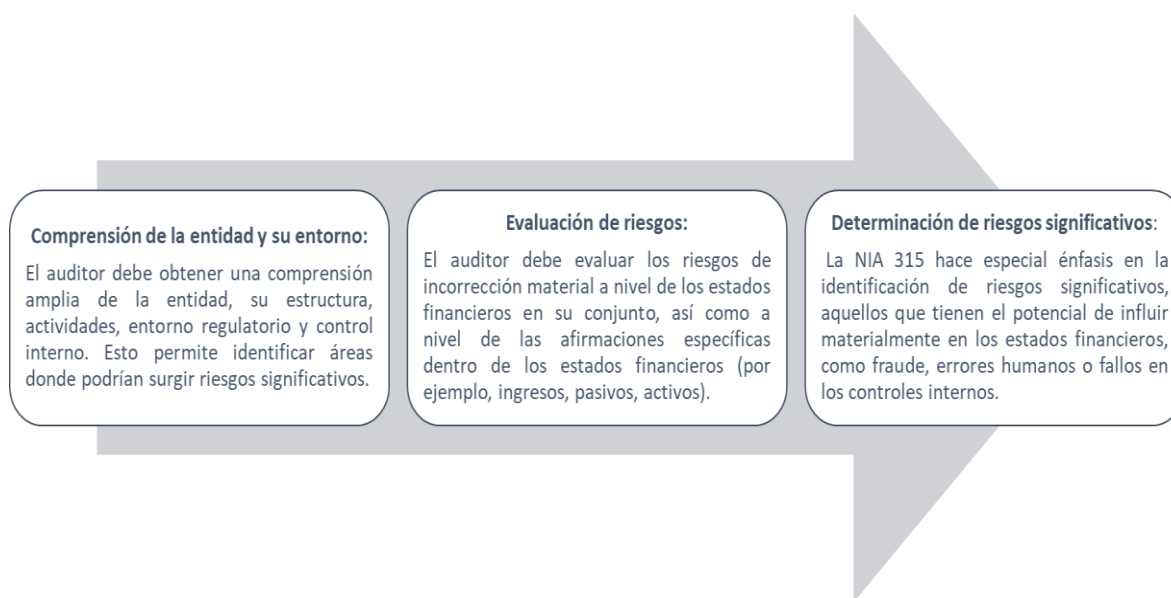 Comprensión de la entidad y su entorno:
El auditor debe obtener una comprensión
amplia de la entidad, su estructura,
actividades, entorno regulatorio y control
interno. Esto permite identificar áreas
donde podrían surgir riesgos significativos.
Evaluación de riesgos:
El auditor debe evaluar los riesgos de
incorrección material a nivel de los estados
financieros en su conjunto, así como a
nivel de las afirmaciones específicas
dentro de los estados financieros (por
ejemplo, ingresos, pasivos, activos).
Determinación de riesgos significativos:
La NIA 315 hace especial énfasis en la
identificación de riesgos significativos,
aquellos que tienen el potencial de influir
materialmente en los estados financieros,
como fraude, errores humanos o fallos en
los controles internos.